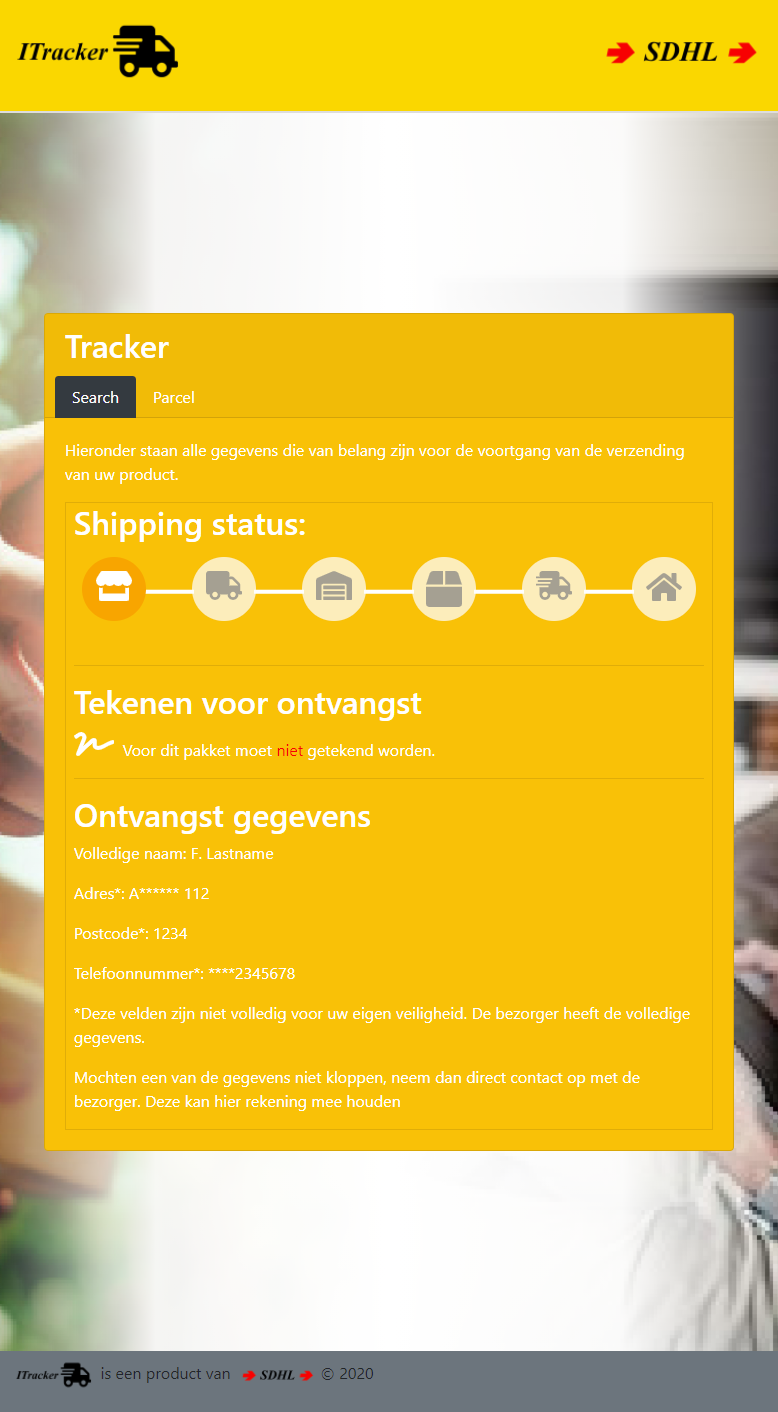 ITracker
SDHL
Tracker
Search
Parcel
Hieronder staan alle gegevens die van belang zijn voor de voortgang van de verzending
van uw product.
Shipping status:
Tekenen voor ontvangst
Voor dit pakket moet niet getekend worden.
Ontvangst gegevens
Volledige naam: F. Lastname
Adres*: A****** 112
Postcode*: 1234
Telefoonnummer*: ****2345678
*Deze velden zijn niet volledig voor uw eigen veiligheid. De bezorger heeft de volledige
gegevens.
Mochten een van de gegevens niet kloppen, neem dan direct contact op met de
bezorger. Deze kan hier rekening mee houden
ITracker is een product van SDHL © 2020